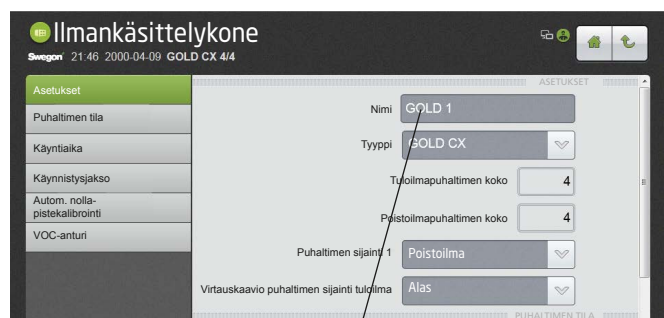 Ilmankäsittelykone
Swegon 21:46 2000-04-09 GOLD CX 4/4
Asetukset
Puhaltimen tila
Käyntiaika
Käynnistysjakso
Autom. nolla-
pistekalibrointi
VOC-anturi
ASETUKSET
Nimi GOLD 1
Tyyppi GOLD CX
Tuloilmapuhaltimen koko 4
Poistoilmapuhaltimen koko 4
Puhaltimen sijainti 1 Poistoilma
Virtauskaavio puhaltimen sijainti tuloilma Alas
PUHALTIMEN TILA